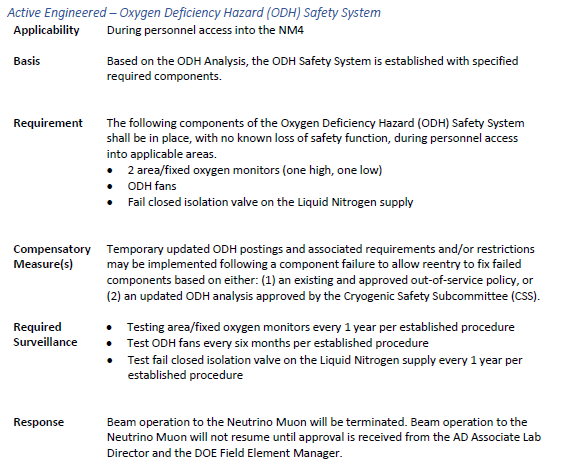 Active Engineered – Oxygen Deficiency Hazard (ODH) Safety System
Applicability During personnel access into the NM4
Basis Based on the ODH Analysis, the ODH Safety System is established with specified
required components.
Requirement The following components of the Oxygen Deficiency Hazard (ODH) Safety System
shall be in place, with no known loss of safety function, during personnel access
into applicable areas.
• 2 area/fixed oxygen monitors (one high, one low)
• ODH fans
• Fail closed isolation valve on the Liquid Nitrogen supply
Compensatory Temporary updated ODH postings and associated requirements and/or restrictions
Measure(s) may be implemented following a component failure to allow reentry to fix failed
components based on either: (1) an existing and approved out-of-service policy, or
(2) an updated ODH analysis approved by the Cryogenic Safety Subcommittee (CSS).
Required • Testing area/fixed oxygen monitors every 1 year per established procedure
Surveillance • Test ODH fans every six months per established procedure
• Test fail closed isolation valve on the Liquid Nitrogen supply every 1 year per
established procedure
Response Beam operation to the Neutrino Muon will be terminated. Beam operation to the
Neutrino Muon will not resume until approval is received from the AD Associate Lab
Director and the DOE Field Element Manager.